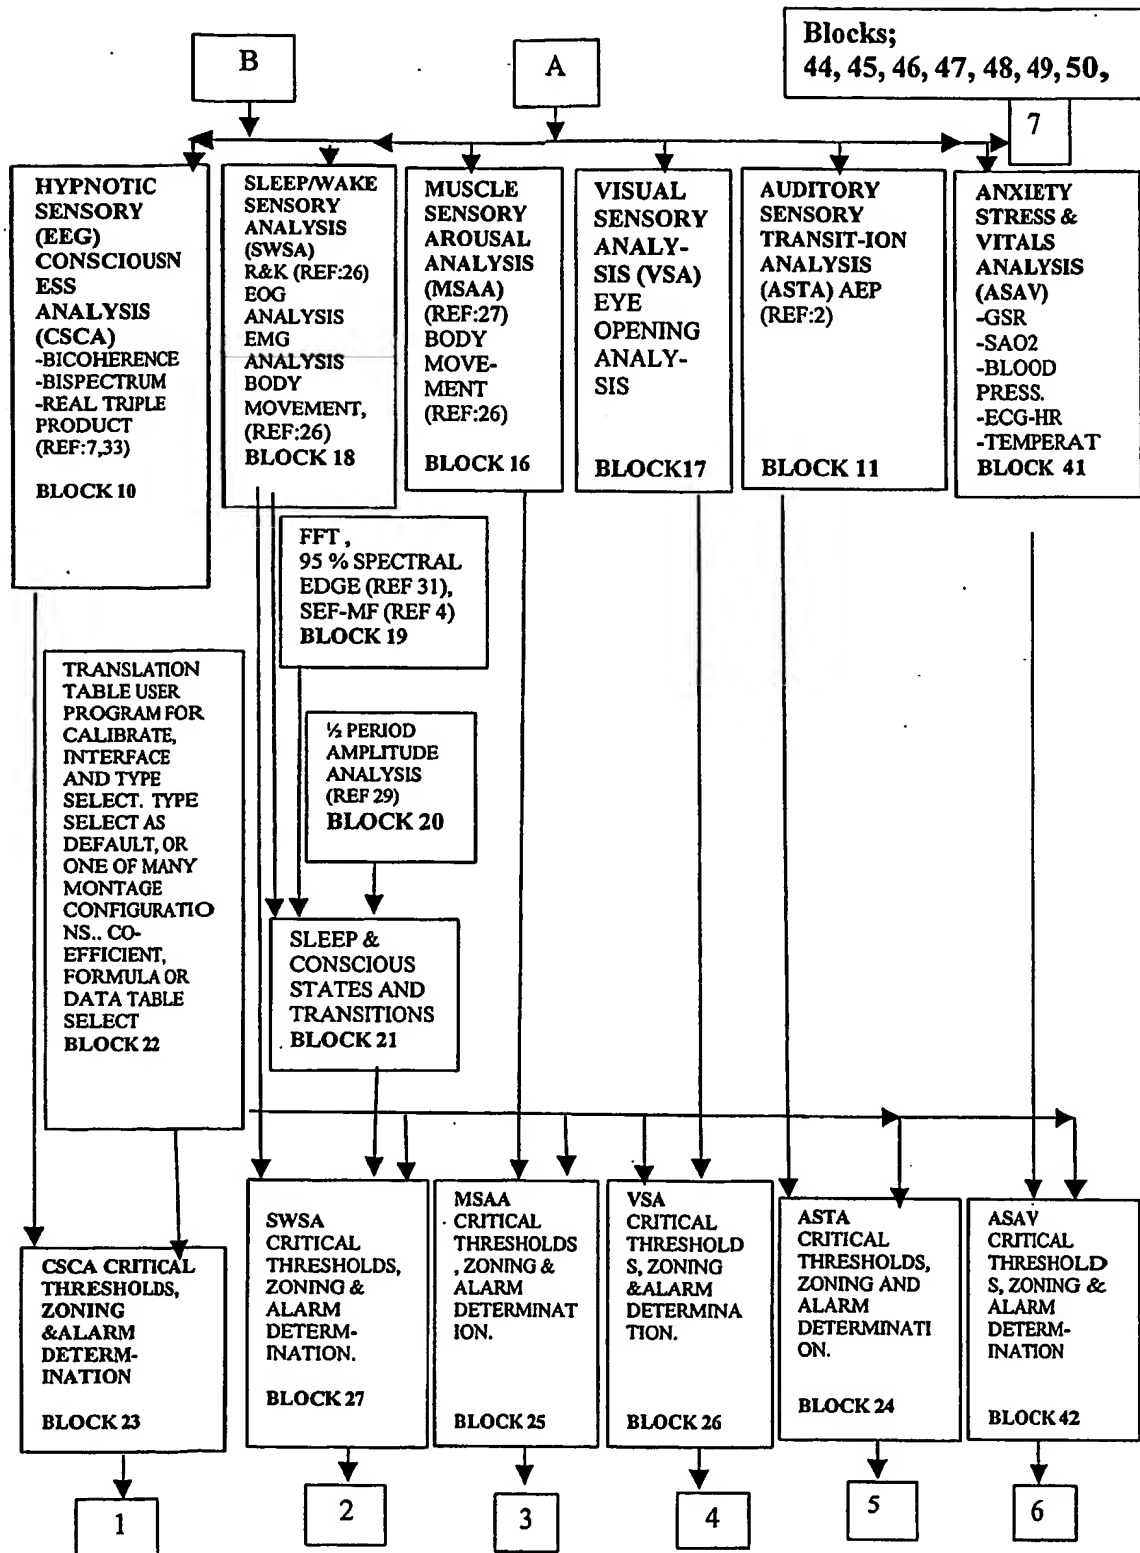 B
A
Blocks;
44, 45, 46, 47, 48, 49, 50,
7
HYPNOTIC
SENSORY
(EEG)
CONSCIOUSN
ESS
ANALYSIS
(CSCA)
-BICOHERENCE
-BISPECTRUM
-REAL TRIPLE
PRODUCT
(REF:7,33)
BLOCK 10
SLEEP/WAKE
SENSORY
ANALYSIS
(SWSA)
R&K (REF:26)
EOG
ANALYSIS
EMG
ANALYSIS
BODY
MOVEMENT,
(REF:26)
BLOCK 18
MUSCLE
SENSORY
AROUSAL
ANALYSIS
(MSAA)
(REF:27)
BODY
MOVE-
MENT
(REF:26)
BLOCK 16
VISUAL
SENSORY
ANALY-
SIS (VSA)
EYE
OPENING
ANALY-
SIS
BLOCK17
AUDITORY
SENSORY
TRANSIT-ION
ANALYSIS
(ASTA) AEP
(REF:2)
BLOCK 11
ANXIETY
STRESS &
VITALS
ANALYSIS
(ASAV)
-GSR
-SAO2
-BLOOD
PRESS.
-ECG-HR
-TEMPERAT
BLOCK 41
FFT ,
95 % SPECTRAL
EDGE (REF 31),
SEF-MF (REF 4)
BLOCK 19
TRANSLATION
TABLE USER
PROGRAM FOR
CALIBRATE,
INTERFACE
AND TYPE
SELECT. TYPE
SELECT AS
DEFAULT, OR
ONE OF MANY
MONTAGE
CONFIGURATIO
NS.. CO-
EFFICIENT,
FORMULA OR
DATA TABLE
SELECT
BLOCK 22
½ PERIOD
AMPLITUDE
ANALYSIS
(REF 29)
BLOCK 20
SLEEP &
CONSCIOUS
STATES AND
TRANSITIONS
BLOCK 21
CSCA CRITICAL
THRESHOLDS,
ZONING
&ALARM
DETERM-
INATION
BLOCK 23
SWSA
CRITICAL
THRESHOLDS,
ZONING &
ALARM
DETERM-
INATION.
BLOCK 27
MSAA
CRITICAL
THRESHOLDS
, ZONING &
ALARM
DETERMINAT
ION.
BLOCK 25
VSA
CRITICAL
THRESHOLD
S, ZONING
&ALARM
DETERMINA
TION.
BLOCK 26
ASTA
CRITICAL
THRESHOLDS,
ZONING AND
ALARM
DETERMINATI
ON.
BLOCK 24
ASAV
CRITICAL
THRESHOLD
S, ZONING &
ALARM
DETERM-
INATION
BLOCK 42
1
2
3
4
5
6